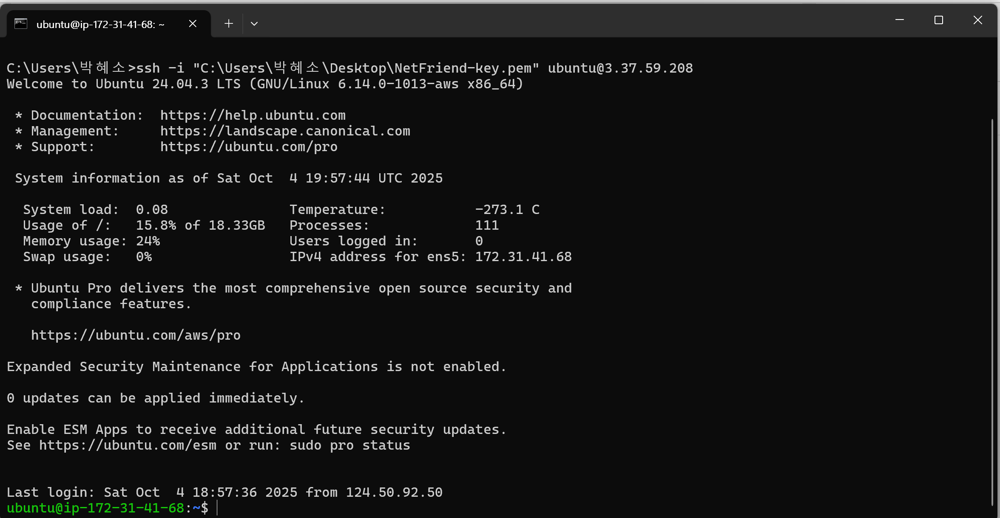 ubuntu@ip-172-31-41-68: ~
C:\Users\박혜소>ssh -i "C:\Users\박혜소\Desktop\NetFriend-key.pem" ubuntu@3.37.59.208
Welcome to Ubuntu 24.04.3 LTS (GNU/Linux 6.14.0-1013-aws x86_64)
* Documentation:  https://help.ubuntu.com
* Management:     https://landscape.canonical.com
* Support:        https://ubuntu.com/pro
System information as of Sat Oct  4 19:57:44 UTC 2025
System load:  0.08               Temperature:           -273.1 C
Usage of /:   15.8% of 18.33GB   Processes:             111
Memory usage: 24%                Users logged in:       0
Swap usage:   0%                 IPv4 address for ens5: 172.31.41.68
* Ubuntu Pro delivers the most comprehensive open source security and
compliance features.
https://ubuntu.com/aws/pro
Expanded Security Maintenance for Applications is not enabled.
0 updates can be applied immediately.
Enable ESM Apps to receive additional future security updates.
See https://ubuntu.com/esm or run: sudo pro status
Last login: Sat Oct  4 18:57:36 2025 from 124.50.92.50
ubuntu@ip-172-31-41-68:~$